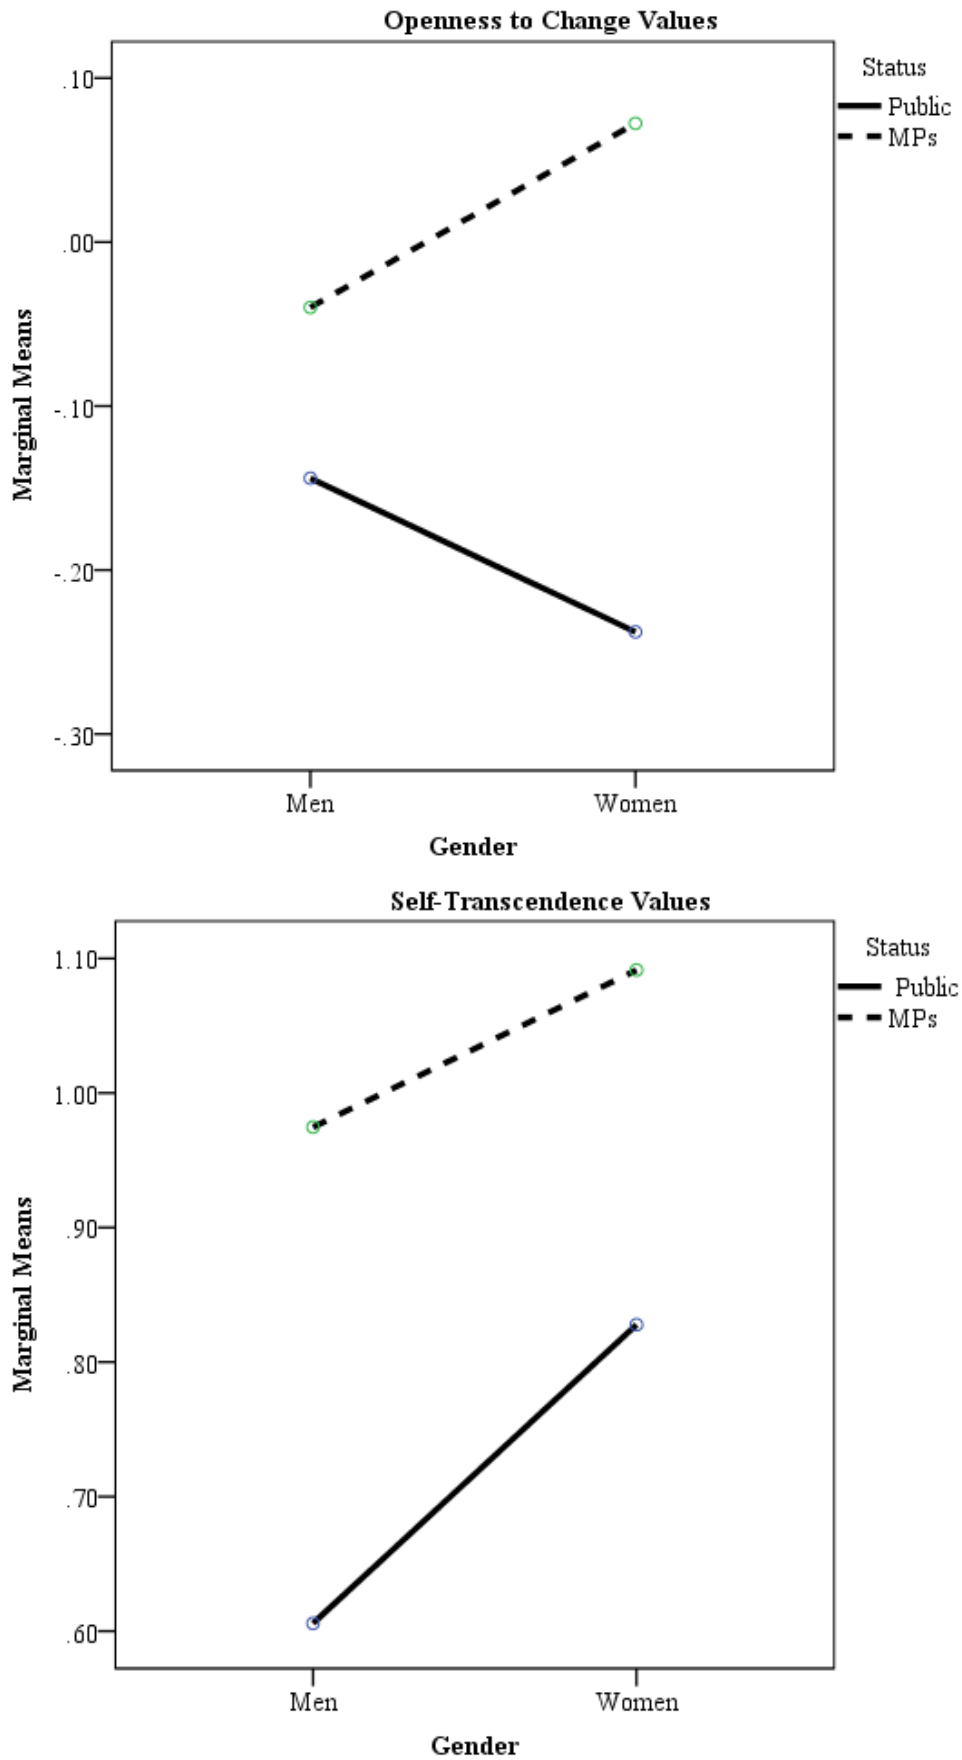 Openness to Change Values
Status
Public
MPs
.10
.00
-.10
-.20
-.30
Marginal Means
Men
Women
Gender
Self-Transcendence Values
Status
Public
MPs
1.10
1.00
.90
.80
.70
.60
Marginal Means
Men
Women
Gender